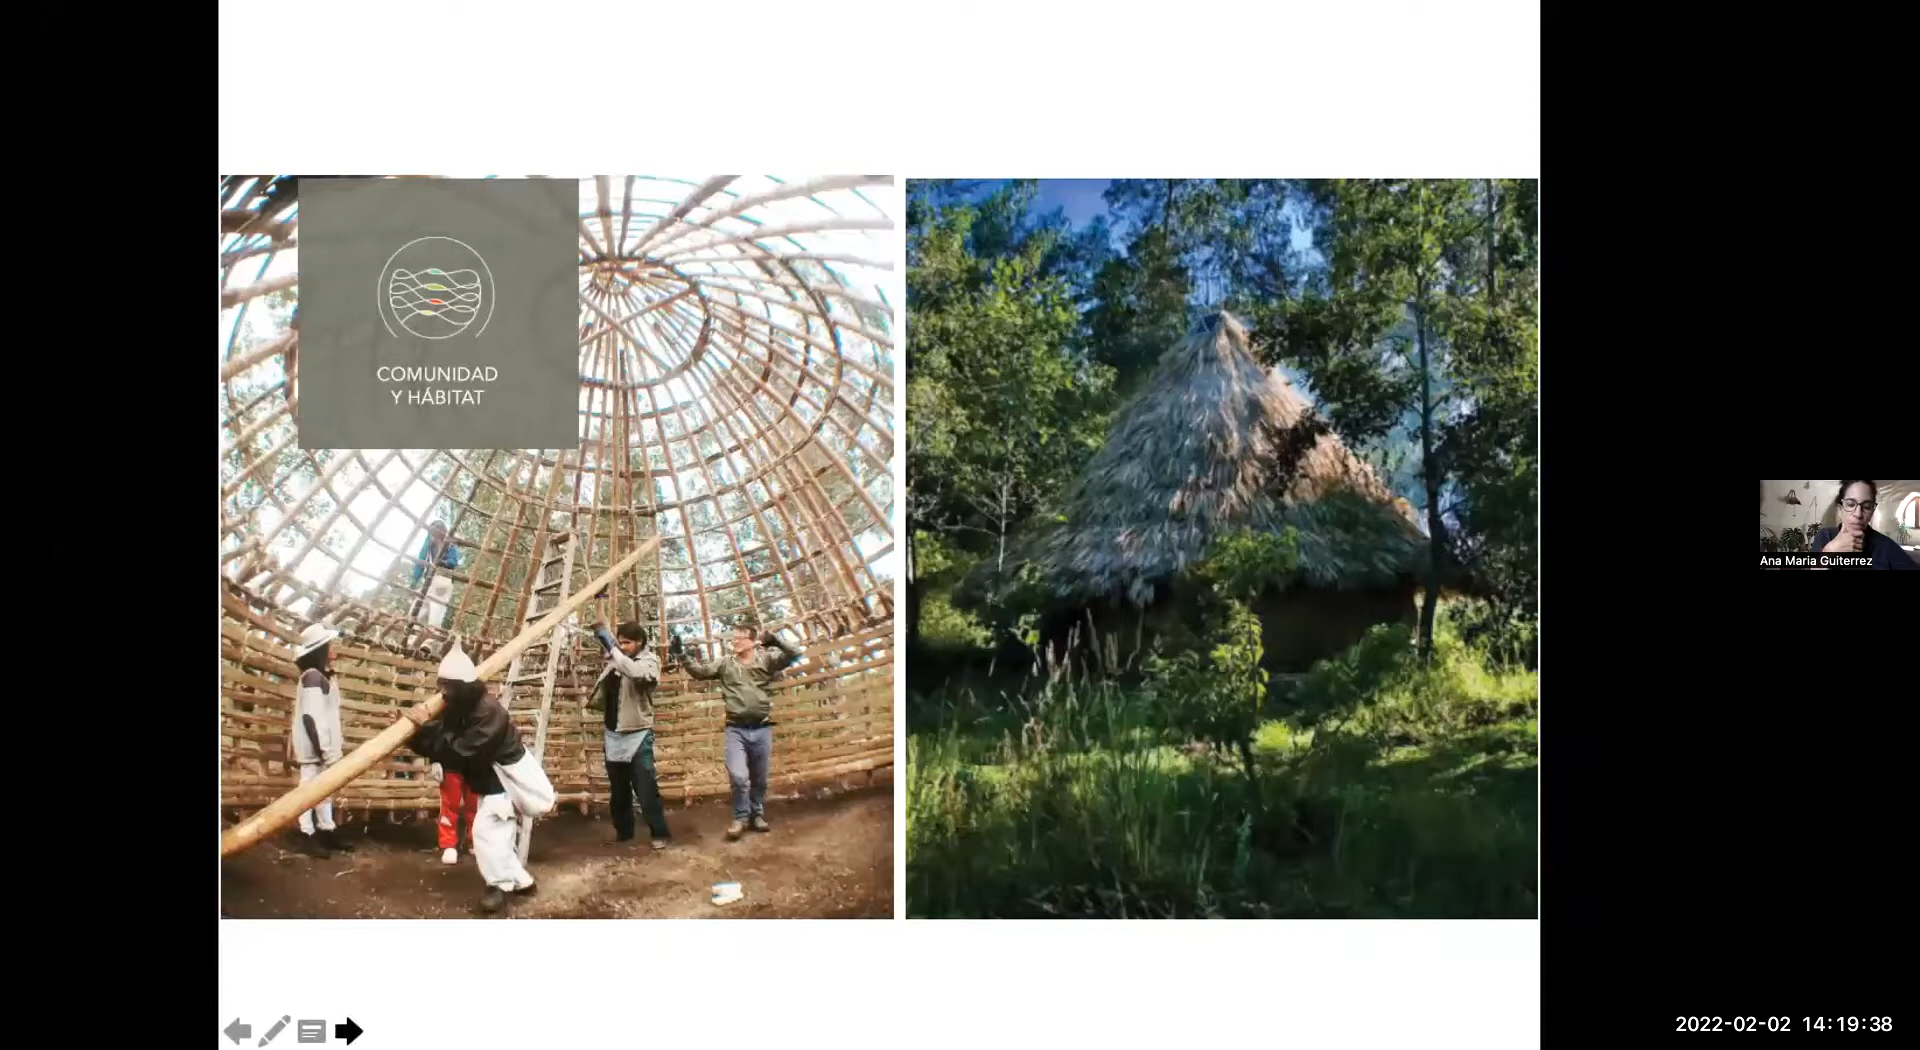 COMUNIDAD
Y HÁBITAT
Ana Maria Guiterrez
2022-02-02 14:19:38